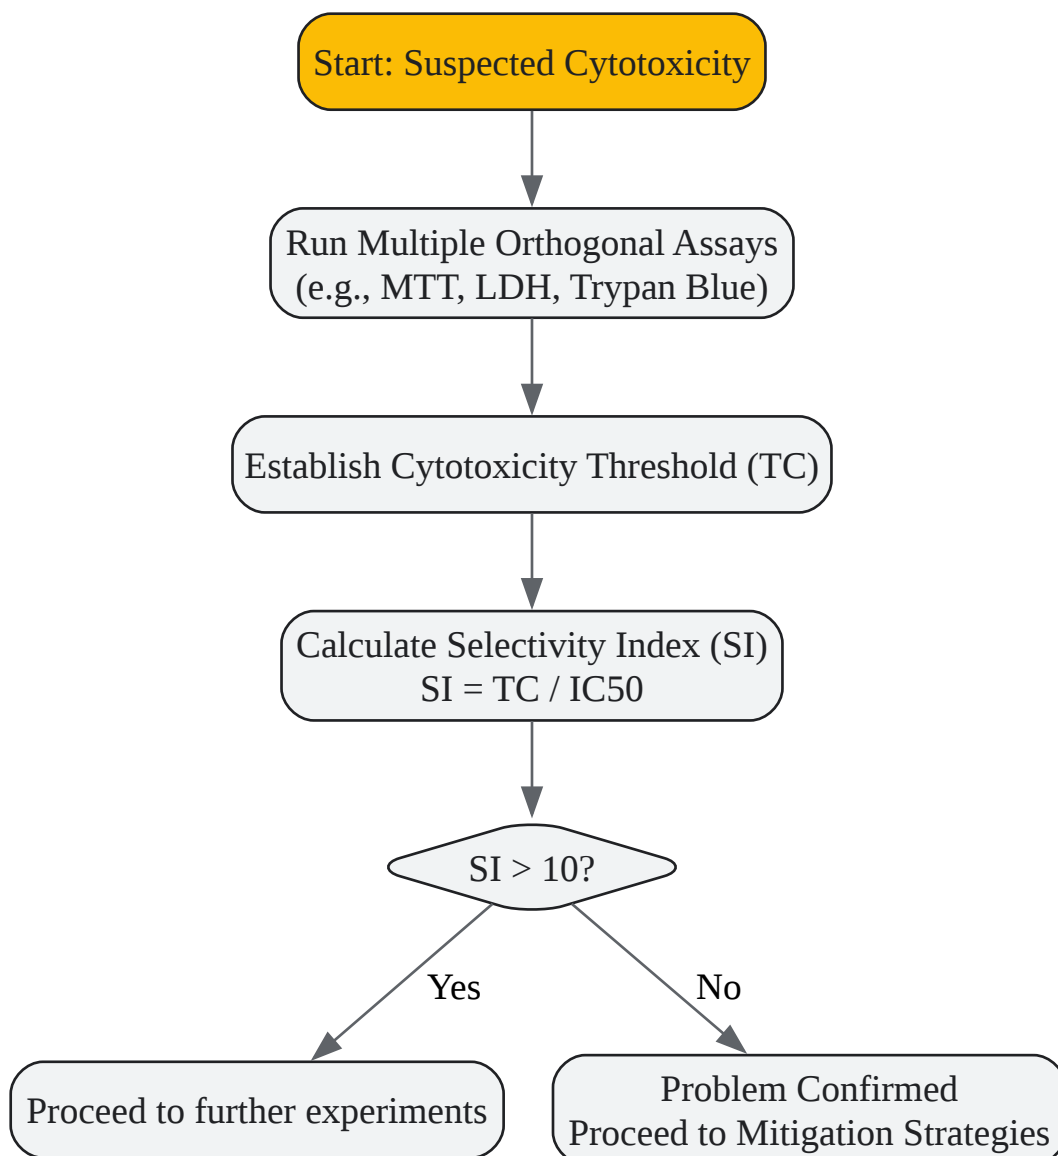 Start: Suspected Cytotoxicity
Run Multiple Orthogonal Assays
(e.g., MTT, LDH, Trypan Blue)
Establish Cytotoxicity Threshold (TC)
Calculate Selectivity Index (SI)
SI = TC / IC50
SI > 10?
Yes
No
Proceed to further experiments
Problem Confirmed
Proceed to Mitigation Strategies